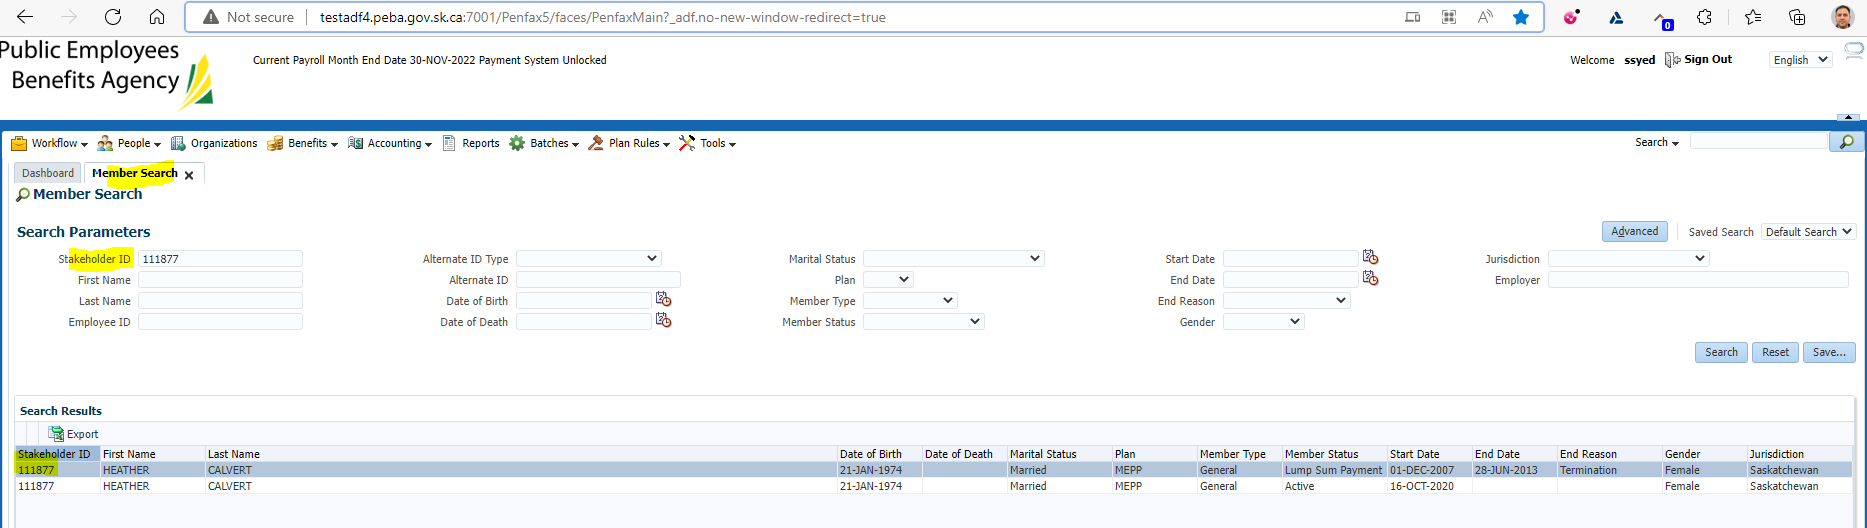 Not secure | testadf4.peba.gov.sk.ca:7001/Penfax5/faces/PenfaxMain?_adf.no-new-window-redirect=true
0
Public Employees
Benefits Agency
Current Payroll Month End Date 30-NOV-2022 Payment System Unlocked
Welcome ssyed Sign Out English
Workflow People Organizations Benefits Accounting Reports Batches Plan Rules Tools Search
Dashboard Member Search
Member Search
Search Parameters Advanced Saved Search Default Search
Stakeholder ID 111877 Alternate ID Type Marital Status Start Date Jurisdiction
First Name Alternate ID Plan End Date Employer
Last Name Date of Birth Member Type End Reason
Employee ID Date of Death Member Status Gender
Search Reset Save...
Search Results
Export
Stakeholder ID First Name Last Name Date of Birth Date of Death Marital Status Plan Member Type Member Status Start Date End Date End Reason Gender Jurisdiction
111877 HEATHER CALVERT 21-JAN-1974 Married MEPP General Lump Sum Payment 01-DEC-2007 28-JUN-2013 Termination Female Saskatchewan
111877 HEATHER CALVERT 21-JAN-1974 Married MEPP General Active 16-OCT-2020 Female Saskatchewan